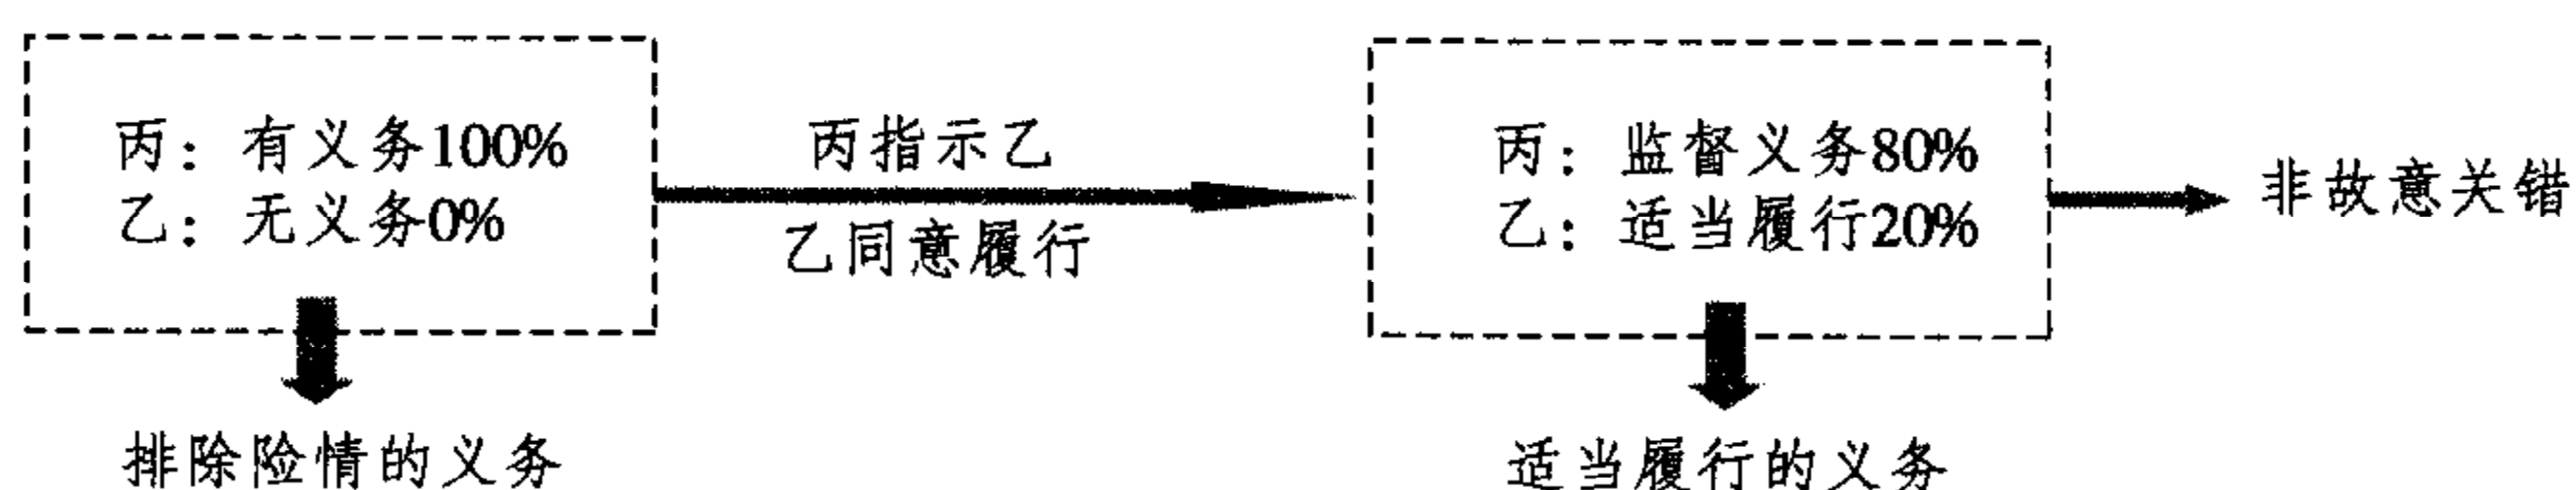 丙：有义务100%
乙：无义务0%
排除险情的义务
丙指示乙
乙同意履行
丙：监督义务80%
乙：适当履行20%
适当履行的义务
非故意关错